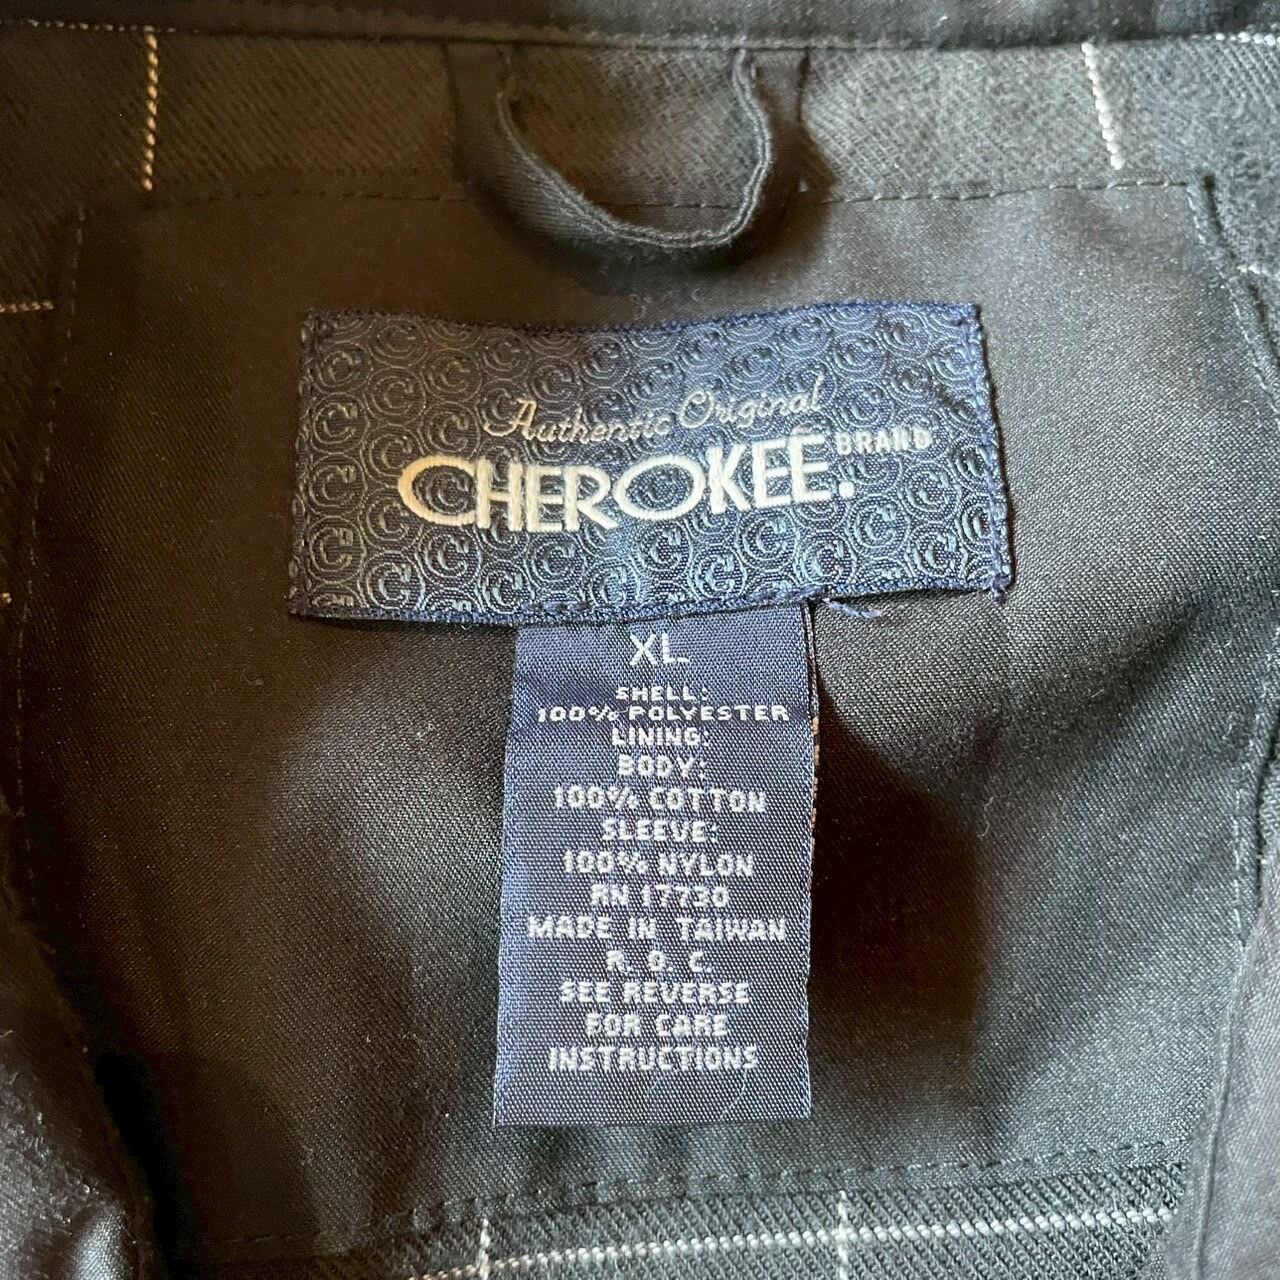 Authentic Original
CHEROKEE. BRAND
XL
SHELL:
100% POLYESTER
LINING:
BODY:
100% COTTON
SLEEVE:
100% NYLON
RN 17730
MADE IN TAIWAN
R. O. C.
SEE REVERSE
FOR CARE
INSTRUCTIONS